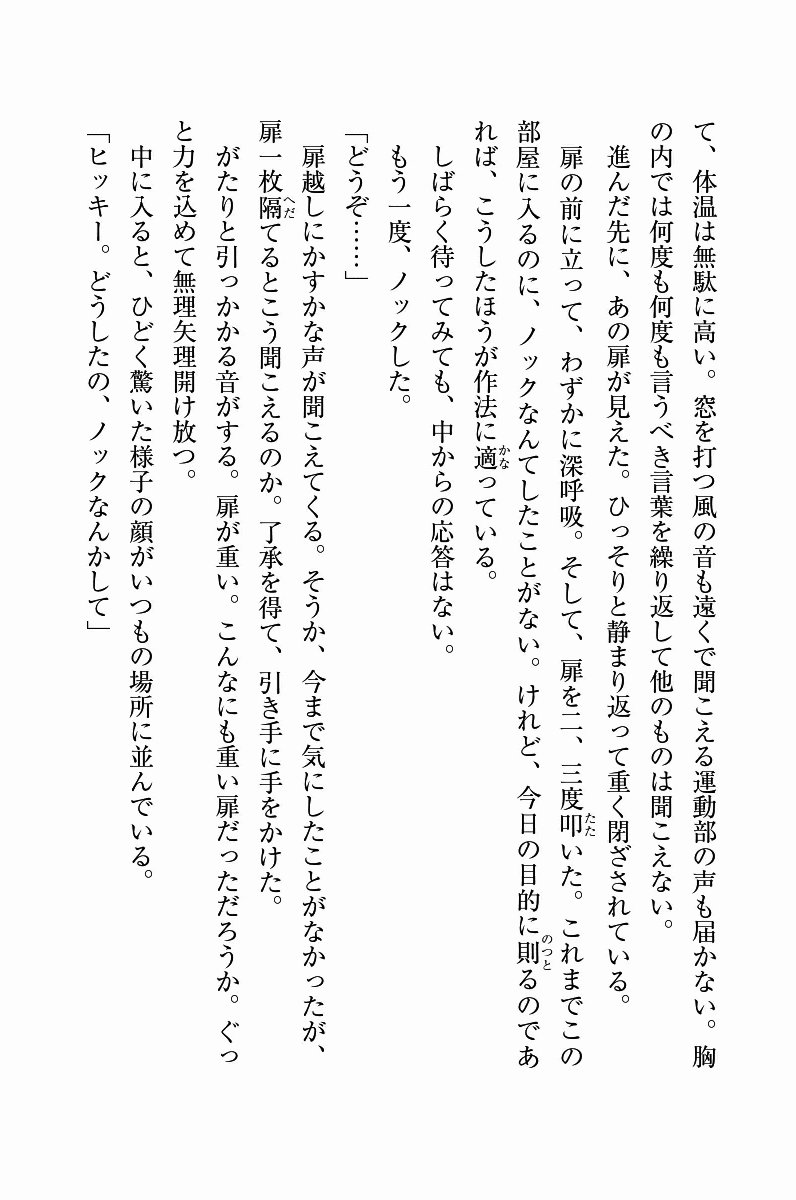 て、体温は無駄に高い。窓を打つ風の音も遠くで聞こえる運動部の声も届かない。胸
の内では何度も何度も言うべき言葉を繰り返して他のものは聞こえない。
進んだ先に、あの扉が見えた。ひっそりと静まり返って重く閉ざされている。
扉の前に立って、わずかに深呼吸。そして、扉を二、三度叩いた。これまでこの
部屋に入るのに、ノックなんてしたことがない。けれど、今日の目的に則るのであ
れば、こうしたほうが作法に適っている。
しばらく待ってみても、中からの応答はない。
もう一度、ノックした。
「どうぞ……」
扉越しにかすかな声が聞こえてくる。そうか、今まで気にしたことがなかったが、
扉一枚隔てるとこう聞こえるのか。了承を得て、引き手に手をかけた。
がたりと引っかかる音がする。扉が重い。こんなにも重い扉だっただろうか。ぐっ
と力を込めて無理矢理開け放つ。
中に入ると、ひどく驚いた様子の顔がいつもの場所に並んでいる。
「ヒッキー。どうしたの、ノックなんかして」